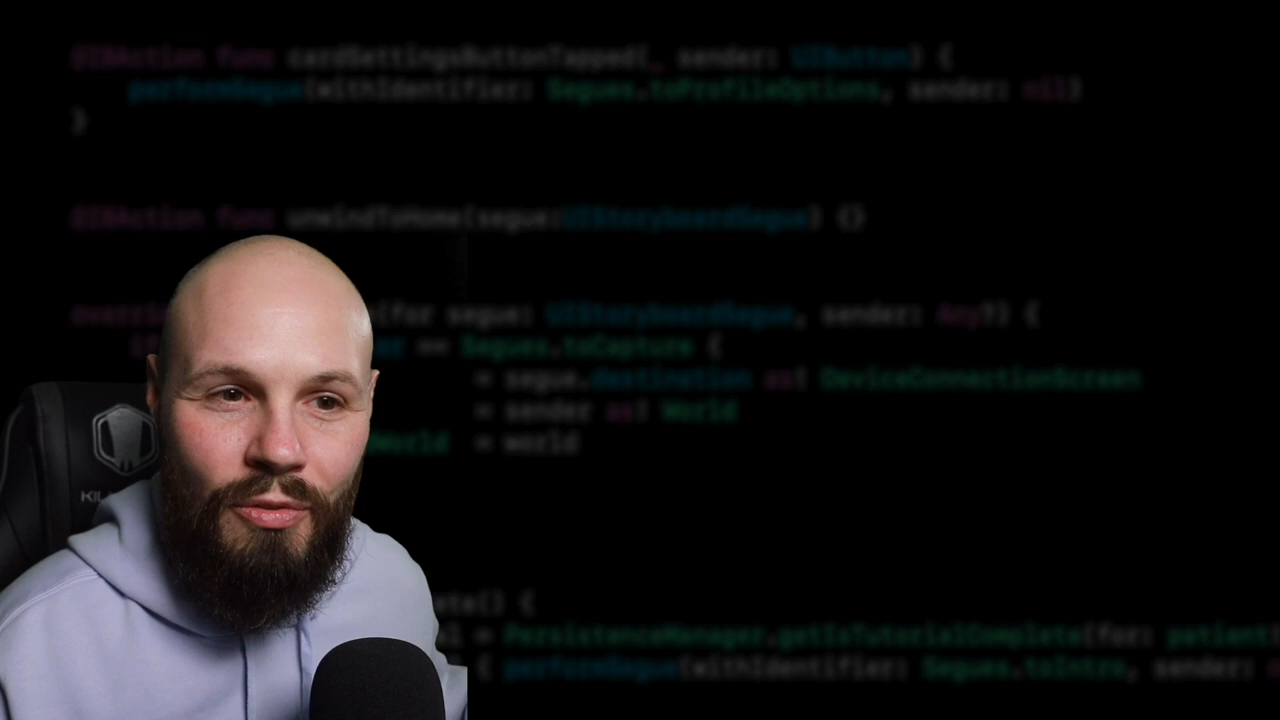 @IBAction func cardSettingsButtonTapped(_ sender: UIButton) {
performSegue(withIdentifier: Segues.toProfileOptions, sender: nil)
}
@IBAction func unwindToHome(segue:UIStoryboardSegue) {}
(for segue: UIStoryboardSegue, sender: Any?) {
== Segues.toCapture {
= segue.destination as! DeviceConnectionScreen
= sender as! World
World = world
() {
= PersistenceManager.getIsTutorialComplete(for: patient
{ performSegue(withIdentifier: Segues.toIntro, sender: